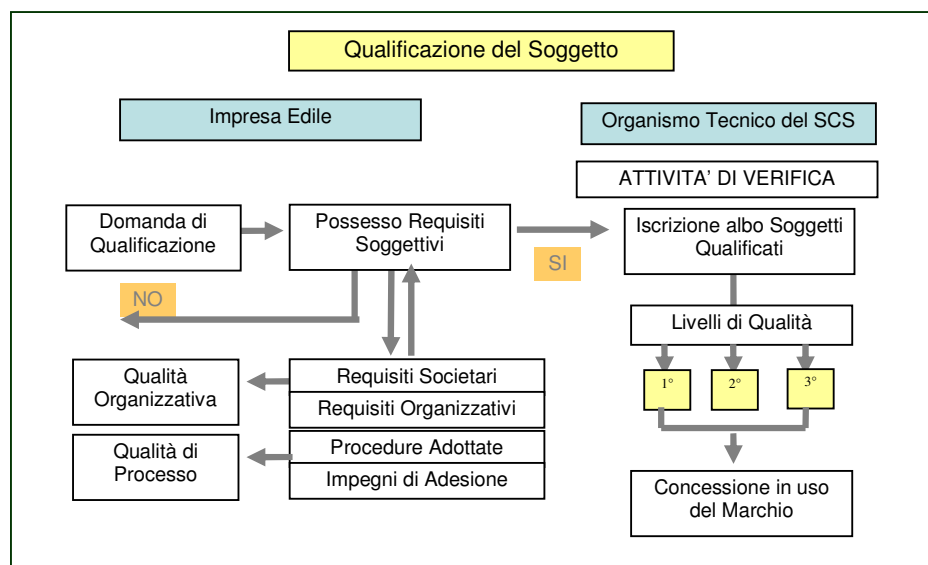 Qualificazione del Soggetto
Impresa Edile
Organismo Tecnico del SCS
ATTIVITA' DI VERIFICA
Domanda di
Qualificazione
Possesso Requisiti
Soggettivi
Iscrizione albo Soggetti
Qualificati
SI
NO
Livelli di Qualità
Qualità
Organizzativa
Requisiti Societari
Requisiti Organizzativi
1°
2°
3°
Qualità di
Processo
Procedure Adottate
Impegni di Adesione
Concessione in uso
del Marchio